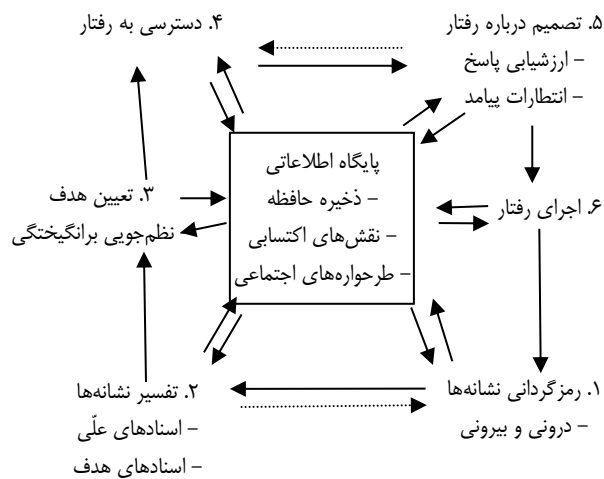 ۵. تصمیم درباره رفتار
– ارزشیابی پاسخ
– انتظارات پیامد
۴. دسترسی به رفتار
پایگاه اطلاعاتی
– ذخیره حافظه
– نقش‌های اکتسابی
– طرحواره‌های اجتماعی
۶. اجرای رفتار
۳. تعیین هدف
نظم‌جویی برانگیختگی
۱. رمزگردانی نشانه‌ها
– درونی و بیرونی
۲. تفسیر نشانه‌ها
– اسنادهای علّی
– اسنادهای هدف